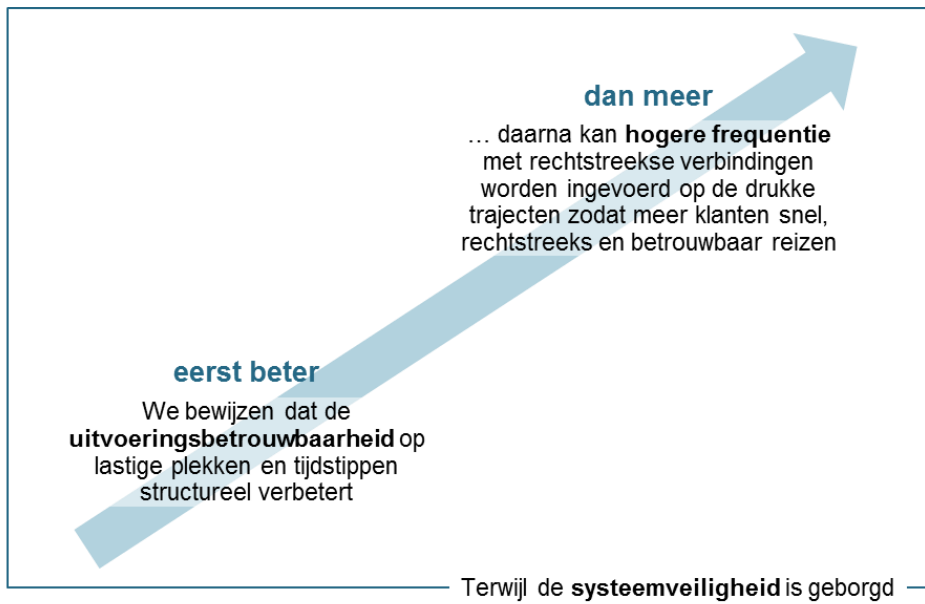 dan meer
… daarna kan hogere frequentie
met rechtstreekse verbindingen
worden ingevoerd op de drukke
trajecten zodat meer klanten snel,
rechtstreeks en betrouwbaar reizen
eerst beter
We bewijzen dat de
uitvoeringsbetrouwbaarheid op
lastige plekken en tijdstippen
structureel verbetert
Terwijl de systeemveiligheid is geborgd